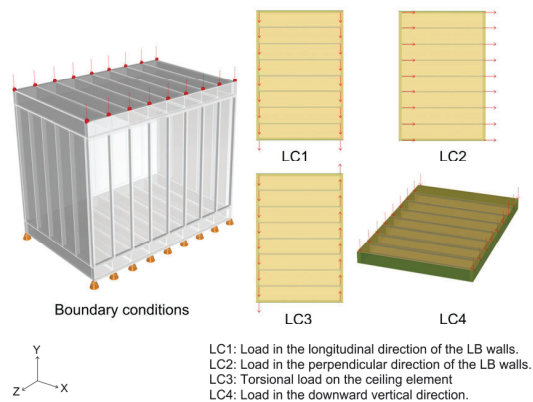 LC1
LC2
Boundary conditions
LC3
LC4
Y
Z
X
LC1: Load in the longitudinal direction of the LB walls.
LC2: Load in the perpendicular direction of the LB walls.
LC3: Torsional load on the ceiling element
LC4: Load in the downward vertical direction.